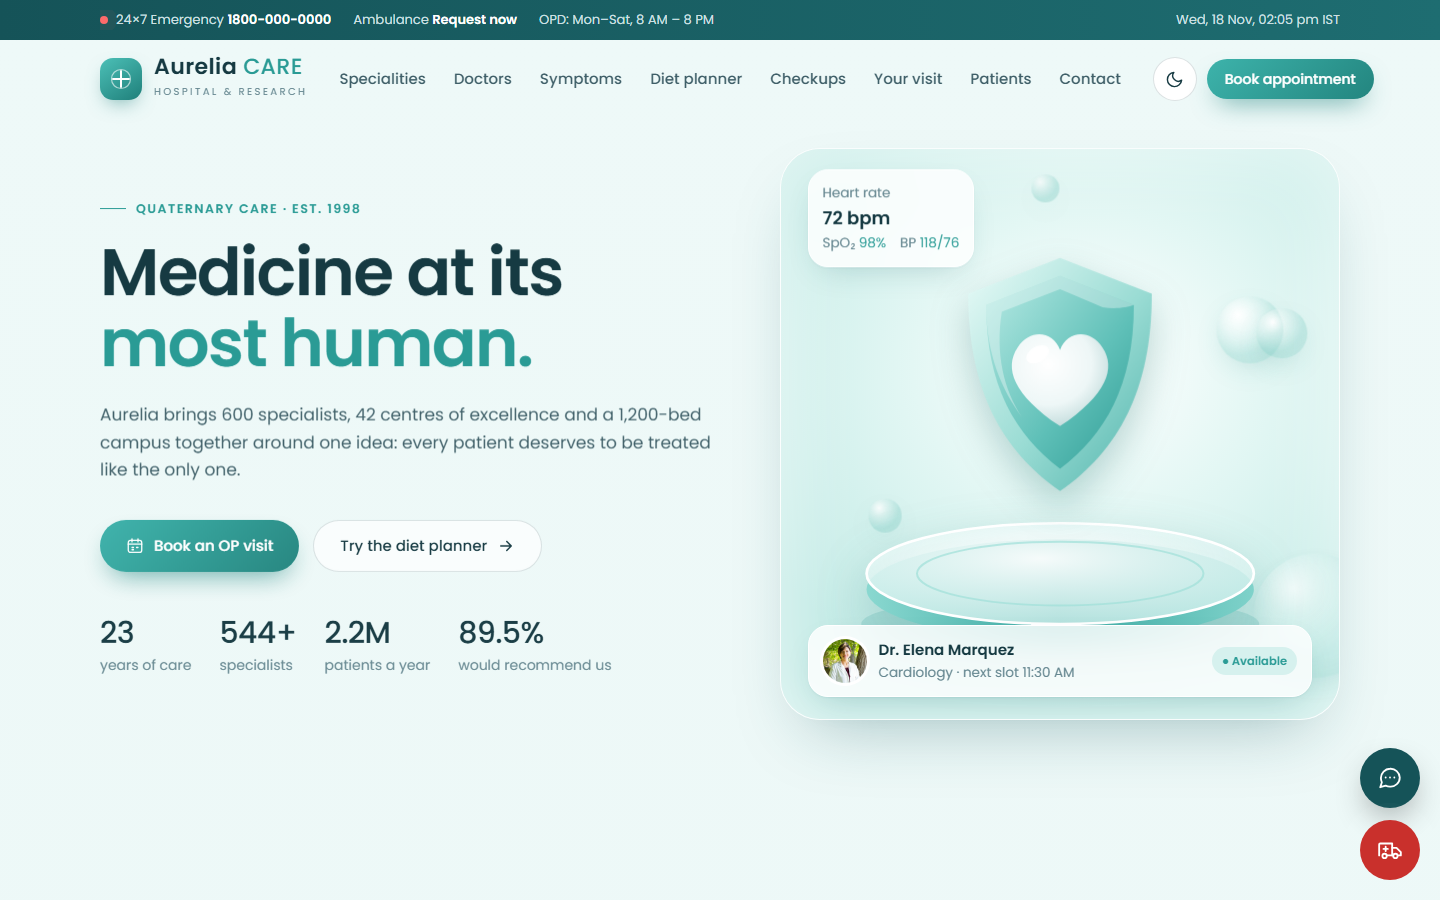 24×7 Emergency 1800-000-0000 Ambulance Request now OPD: Mon–Sat, 8 AM – 8 PM Wed, 18 Nov, 02:05 pm IST
Aurelia CARE
HOSPITAL & RESEARCH
Specialities Doctors Symptoms Diet planner Checkups Your visit Patients Contact Book appointment
QUATERNARY CARE · EST. 1998
Medicine at its
most human.
Aurelia brings 600 specialists, 42 centres of excellence and a 1,200-bed
campus together around one idea: every patient deserves to be treated
like the only one.
Book an OP visit Try the diet planner →
23 544+ 2.2M 89.5%
years of care specialists patients a year would recommend us
Heart rate
72 bpm
SpO₂ 98% BP 118/76
Dr. Elena Marquez
Cardiology · next slot 11:30 AM
● Available